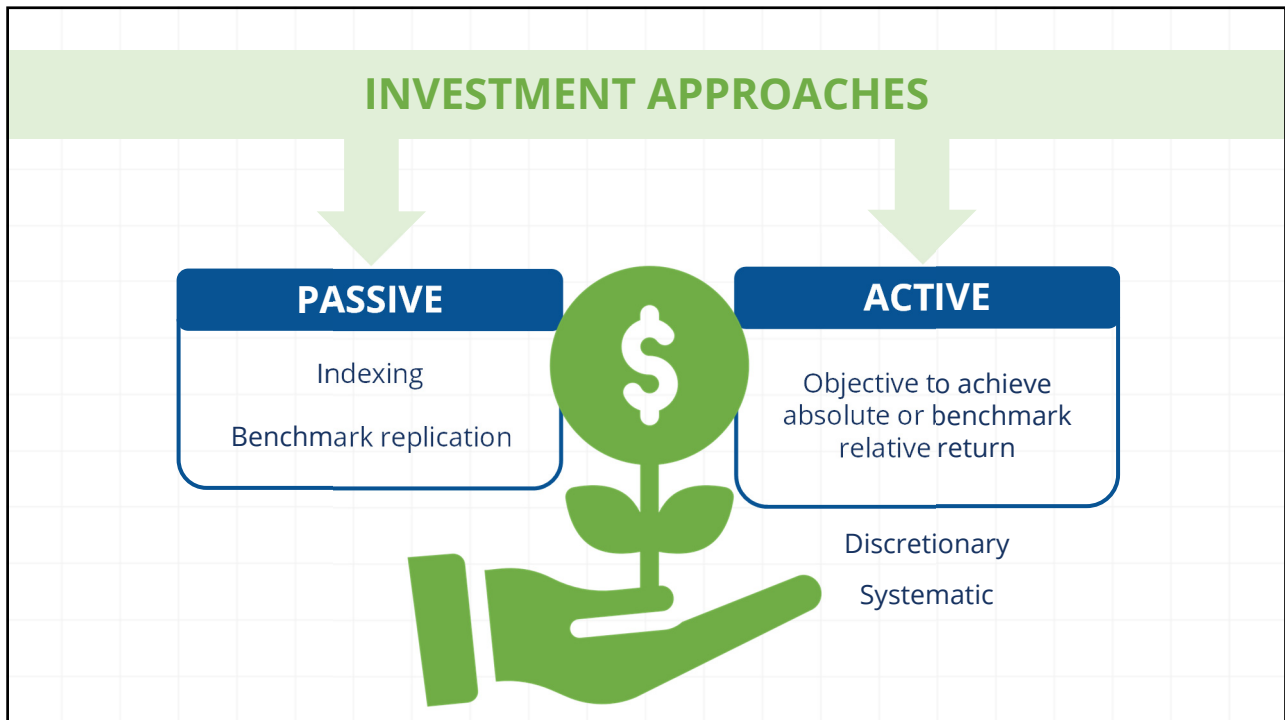 INVESTMENT APPROACHES
PASSIVE
Indexing
Benchmark replication
$
ACTIVE
Objective to achieve
absolute or benchmark
relative return
Discretionary
Systematic